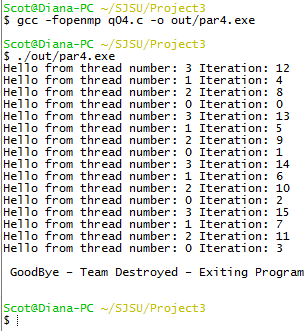 $ gcc -fopenmp q04.c -o out/par4.exe
Scot@Diana-PC ~/SJSU/Project3
$ ./out/par4.exe
Hello from thread number: 3 Iteration: 12
Hello from thread number: 1 Iteration: 4
Hello from thread number: 2 Iteration: 8
Hello from thread number: 0 Iteration: 0
Hello from thread number: 3 Iteration: 13
Hello from thread number: 1 Iteration: 5
Hello from thread number: 2 Iteration: 9
Hello from thread number: 0 Iteration: 1
Hello from thread number: 3 Iteration: 14
Hello from thread number: 1 Iteration: 6
Hello from thread number: 2 Iteration: 10
Hello from thread number: 0 Iteration: 2
Hello from thread number: 3 Iteration: 15
Hello from thread number: 1 Iteration: 7
Hello from thread number: 2 Iteration: 11
Hello from thread number: 0 Iteration: 3
GoodBye - Team Destroyed - Exiting Program
Scot@Diana-PC ~/SJSU/Project3
$